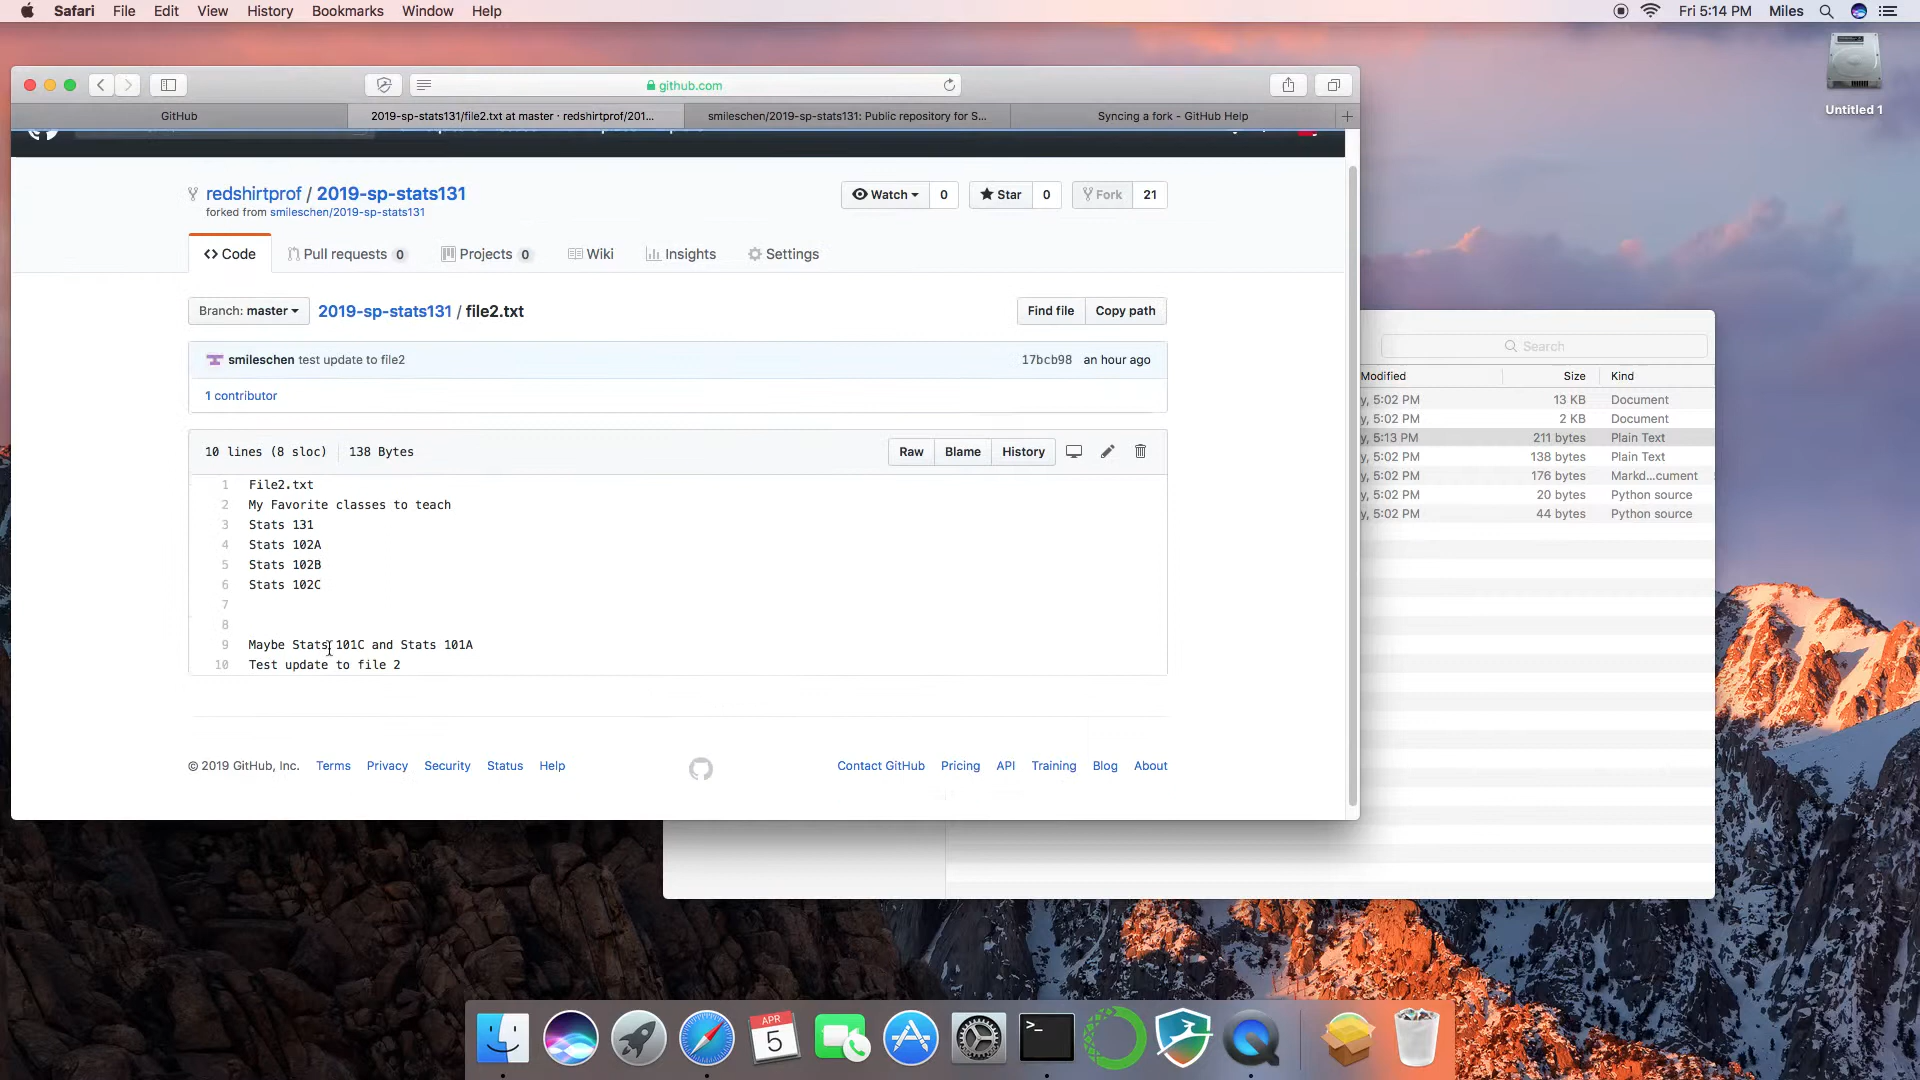 Safari File Edit View History Bookmarks Window Help
Fri 5:14 PM Miles
Untitled 1
github.com
GitHub
2019-sp-stats131/file2.txt at master · redshirtprof/201...
smileschen/2019-sp-stats131: Public repository for S...
Syncing a fork - GitHub Help
redshirtprof / 2019-sp-stats131
forked from smileschen/2019-sp-stats131
Watch 0 Star 0 Fork 21
Code Pull requests 0 Projects 0 Wiki Insights Settings
Branch: master 2019-sp-stats131 / file2.txt
Find file Copy path
smileschen test update to file2
17bcb98 an hour ago
1 contributor
10 lines (8 sloc) 138 Bytes
Raw Blame History
1 File2.txt
2 My Favorite classes to teach
3 Stats 131
4 Stats 102A
5 Stats 102B
6 Stats 102C
7
8
9 Maybe Stats 101C and Stats 101A
10 Test update to file 2
© 2019 GitHub, Inc. Terms Privacy Security Status Help
Contact GitHub Pricing API Training Blog About
Search
Modified Size Kind
y, 5:02 PM 13 KB Document
y, 5:02 PM 2 KB Document
y, 5:13 PM 211 bytes Plain Text
y, 5:02 PM 138 bytes Plain Text
y, 5:02 PM 176 bytes Markd...cument
y, 5:02 PM 20 bytes Python source
y, 5:02 PM 44 bytes Python source
APR
5